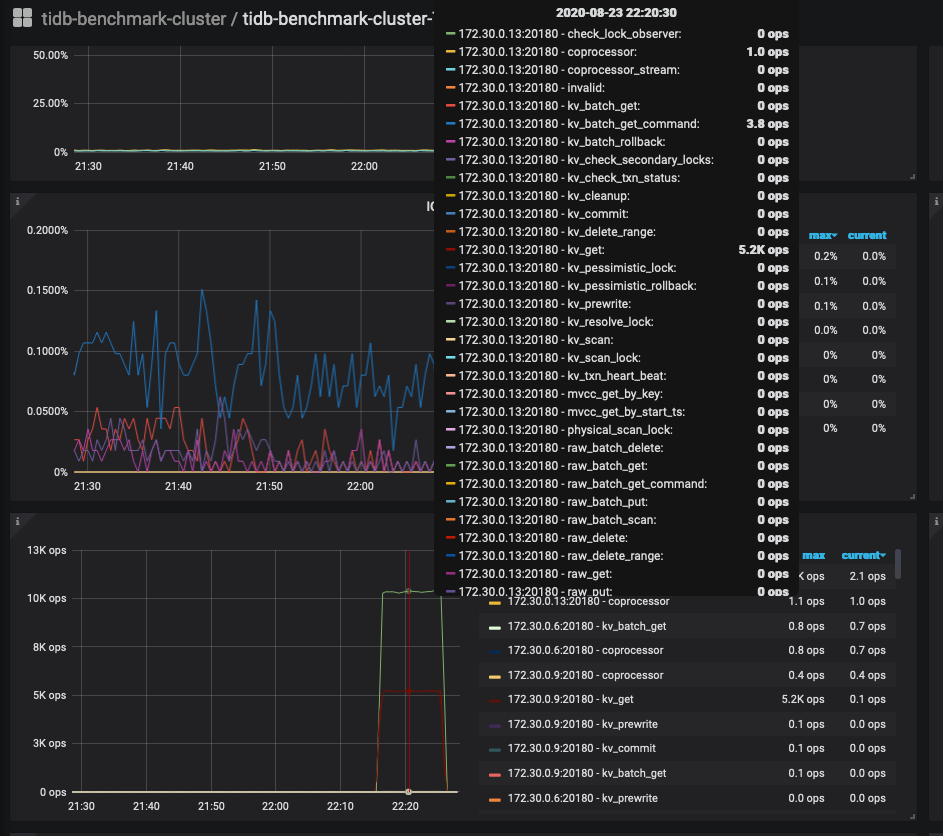 tidb-benchmark-cluster / tidb-benchmark-cluster-
2020-08-23 22:20:30
172.30.0.13:20180 - check_lock_observer: 0 ops
172.30.0.13:20180 - coprocessor: 1.0 ops
172.30.0.13:20180 - coprocessor_stream: 0 ops
172.30.0.13:20180 - invalid: 0 ops
172.30.0.13:20180 - kv_batch_get: 0 ops
172.30.0.13:20180 - kv_batch_get_command: 3.8 ops
172.30.0.13:20180 - kv_batch_rollback: 0 ops
172.30.0.13:20180 - kv_check_secondary_locks: 0 ops
172.30.0.13:20180 - kv_check_txn_status: 0 ops
172.30.0.13:20180 - kv_cleanup: 0 ops
172.30.0.13:20180 - kv_commit: 0 ops
172.30.0.13:20180 - kv_delete_range: 0 ops
172.30.0.13:20180 - kv_get: 5.2K ops
172.30.0.13:20180 - kv_pessimistic_lock: 0 ops
172.30.0.13:20180 - kv_pessimistic_rollback: 0 ops
172.30.0.13:20180 - kv_prewrite: 0 ops
172.30.0.13:20180 - kv_resolve_lock: 0 ops
172.30.0.13:20180 - kv_scan: 0 ops
172.30.0.13:20180 - kv_scan_lock: 0 ops
172.30.0.13:20180 - kv_txn_heart_beat: 0 ops
172.30.0.13:20180 - mvcc_get_by_key: 0 ops
172.30.0.13:20180 - mvcc_get_by_start_ts: 0 ops
172.30.0.13:20180 - physical_scan_lock: 0 ops
172.30.0.13:20180 - raw_batch_delete: 0 ops
172.30.0.13:20180 - raw_batch_get: 0 ops
172.30.0.13:20180 - raw_batch_get_command: 0 ops
172.30.0.13:20180 - raw_batch_put: 0 ops
172.30.0.13:20180 - raw_batch_scan: 0 ops
172.30.0.13:20180 - raw_delete: 0 ops
172.30.0.13:20180 - raw_delete_range: 0 ops
172.30.0.13:20180 - raw_get: 0 ops
172.30.0.13:20180 - raw_put: 0 ops
50.00%
25.00%
0%
21:30 21:40 21:50 22:00
i
i
0.2000%
0.1500%
0.1000%
0.0500%
0%
21:30 21:40 21:50 22:00
max current
0.2% 0.0%
0.1% 0.0%
0.1% 0.0%
0.0% 0.0%
0% 0%
0% 0%
0% 0%
0% 0%
i
i
13K ops
10K ops
8K ops
5K ops
3K ops
0 ops
21:30 21:40 21:50 22:00 22:10 22:20
max current
K ops 2.1 ops
172.30.0.13:20180 - coprocessor 1.1 ops 1.0 ops
172.30.0.6:20180 - kv_batch_get 0.8 ops 0.7 ops
172.30.0.6:20180 - coprocessor 0.8 ops 0.7 ops
172.30.0.9:20180 - coprocessor 0.4 ops 0.4 ops
172.30.0.9:20180 - kv_get 5.2K ops 0.1 ops
172.30.0.9:20180 - kv_prewrite 0.1 ops 0.0 ops
172.30.0.9:20180 - kv_commit 0.1 ops 0.0 ops
172.30.0.9:20180 - kv_batch_get 0.1 ops 0.0 ops
172.30.0.6:20180 - kv_prewrite 0.0 ops 0.0 ops